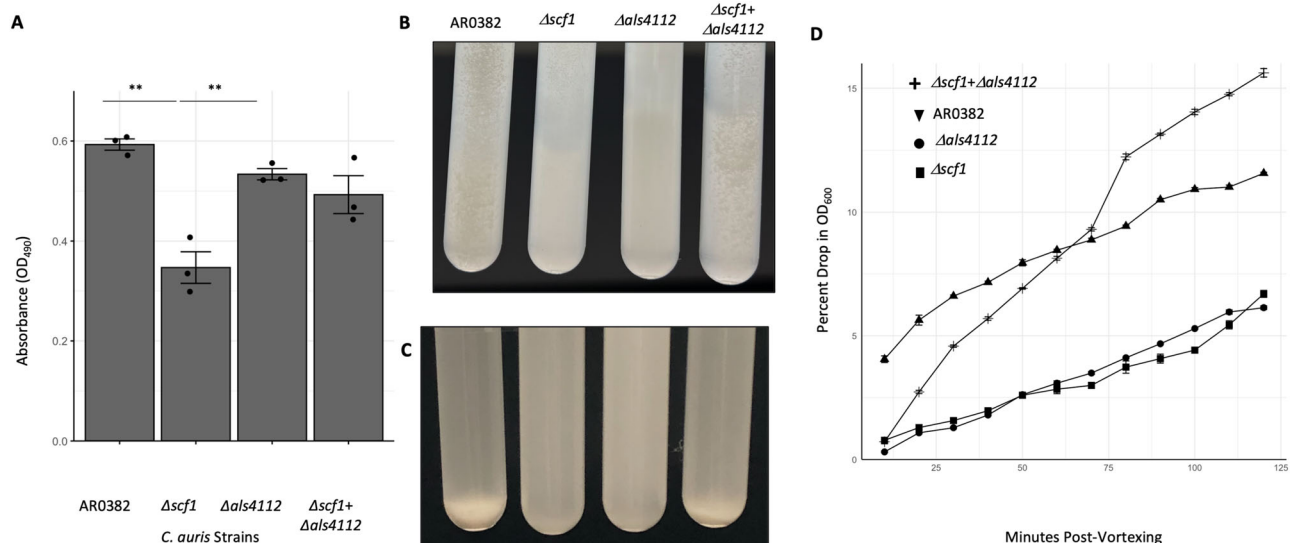 A
** **
0.6
0.4
0.2
0.0
Absorbance (OD490)
AR0382
Δscf1
Δals4112
Δscf1+
Δals4112
C. auris Strains
B
AR0382
Δscf1
Δals4112
Δscf1+
Δals4112
C
D
Δscf1+Δals4112
AR0382
Δals4112
Δscf1
15
10
5
0
Percent Drop in OD600
25 50 75 100 125
Minutes Post-Vortexing